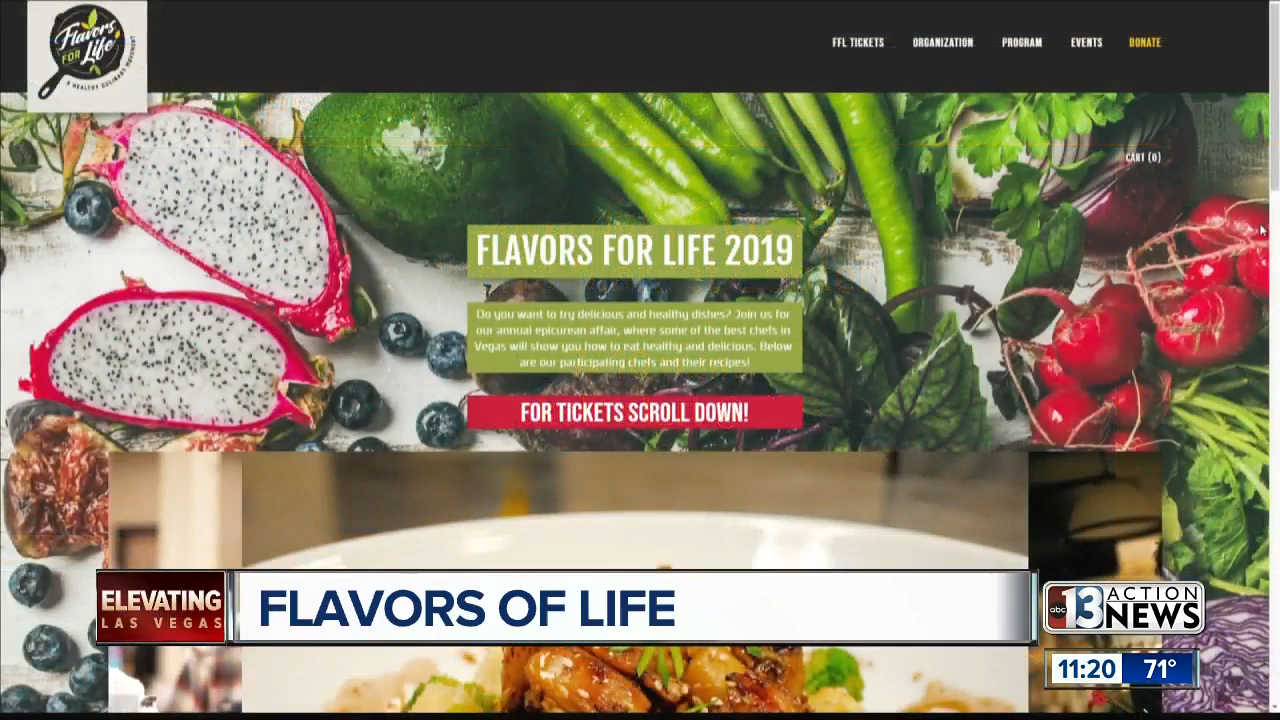 Flavors
FOR Life
A HEALTHY CULINARY MOVEMENT
FFL TICKETS
ORGANIZATION
PROGRAM
EVENTS
DONATE
CART (0)
FLAVORS FOR LIFE 2019
Do you want to try delicious and healthy dishes? Join us for
our annual epicurean affair, where some of the best chefs in
Vegas will show you how to eat healthy and delicious. Below
are our participating chefs and their recipes!
FOR TICKETS SCROLL DOWN!
ELEVATING
LAS VEGAS
FLAVORS OF LIFE
abc 13 ACTION
NEWS
11:20 71°